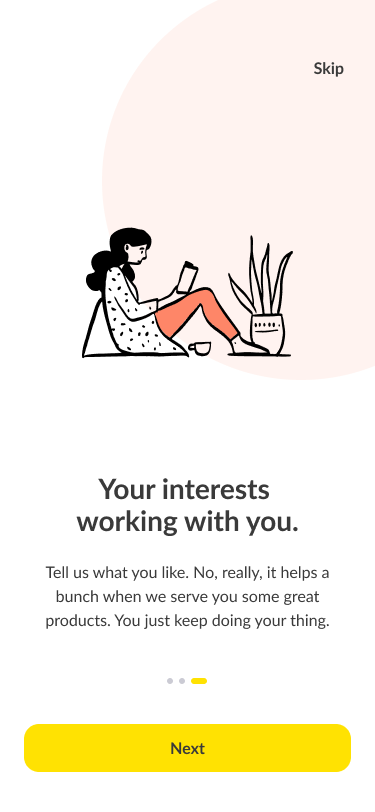 Skip
Your interests
working with you.
Tell us what you like. No, really, it helps a
bunch when we serve you some great
products. You just keep doing your thing.
Next